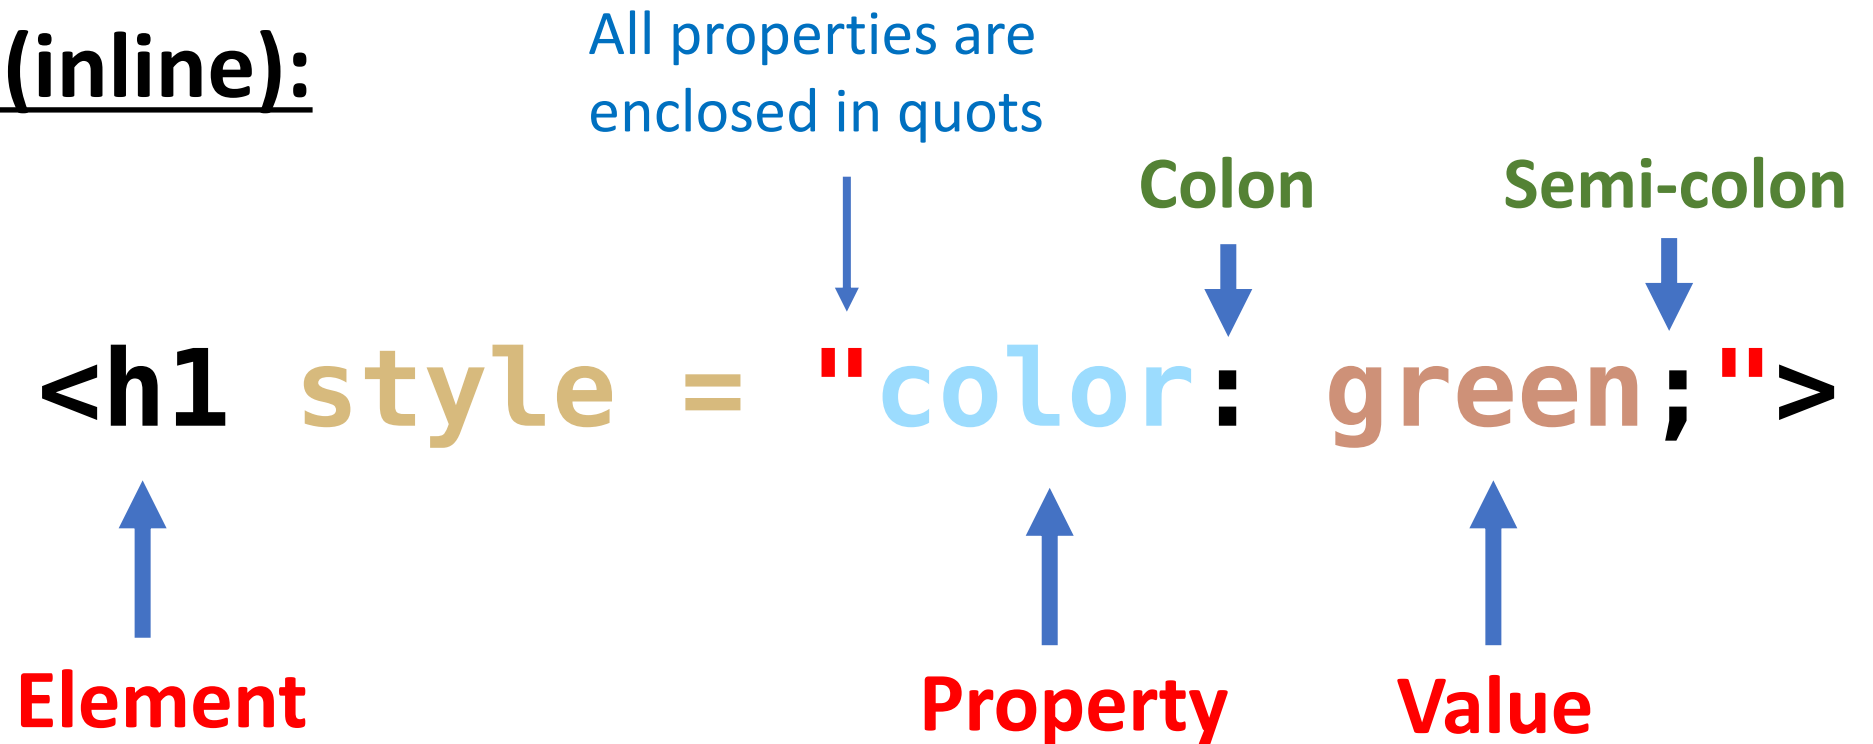 (inline):
All properties are
enclosed in quots
Colon
Semi-colon
<h1 style = "color: green;">
Element
Property
Value